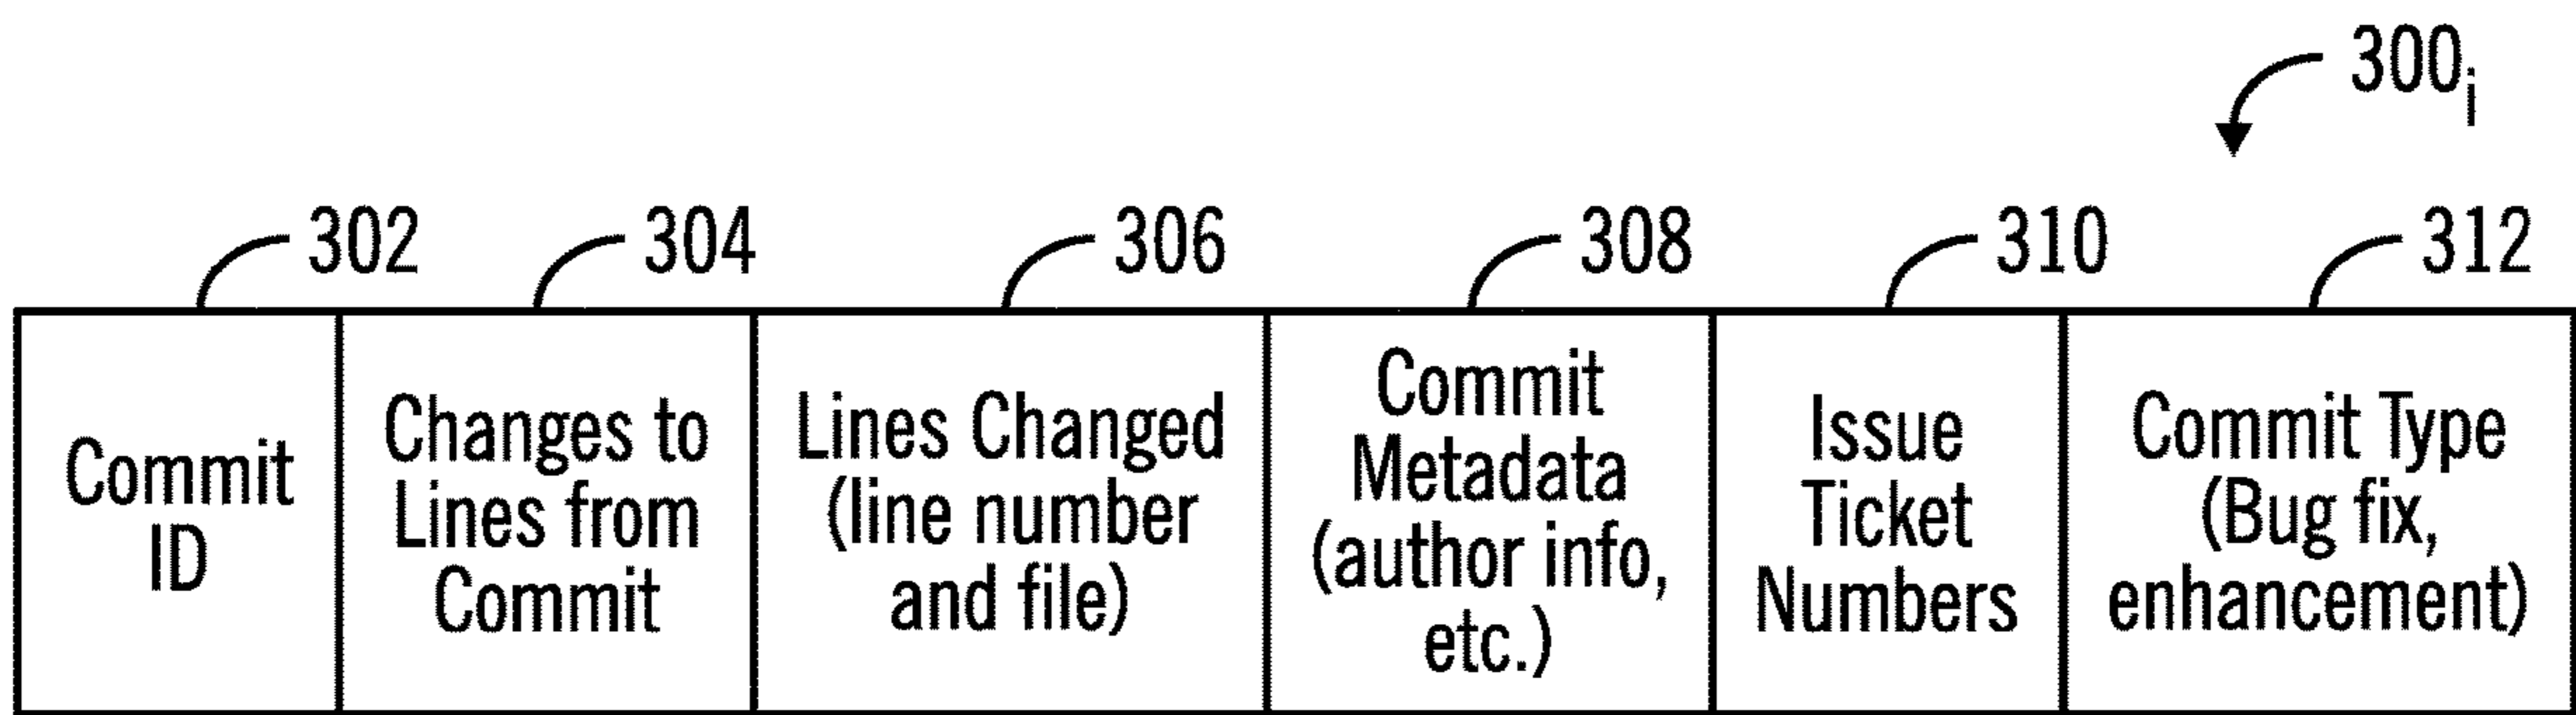 300i
302
304
306
308
310
312
Commit
ID
Changes to
Lines from
Commit
Lines Changed
(line number
and file)
Commit
Metadata
(author info,
etc.)
Issue
Ticket
Numbers
Commit Type
(Bug fix,
enhancement)